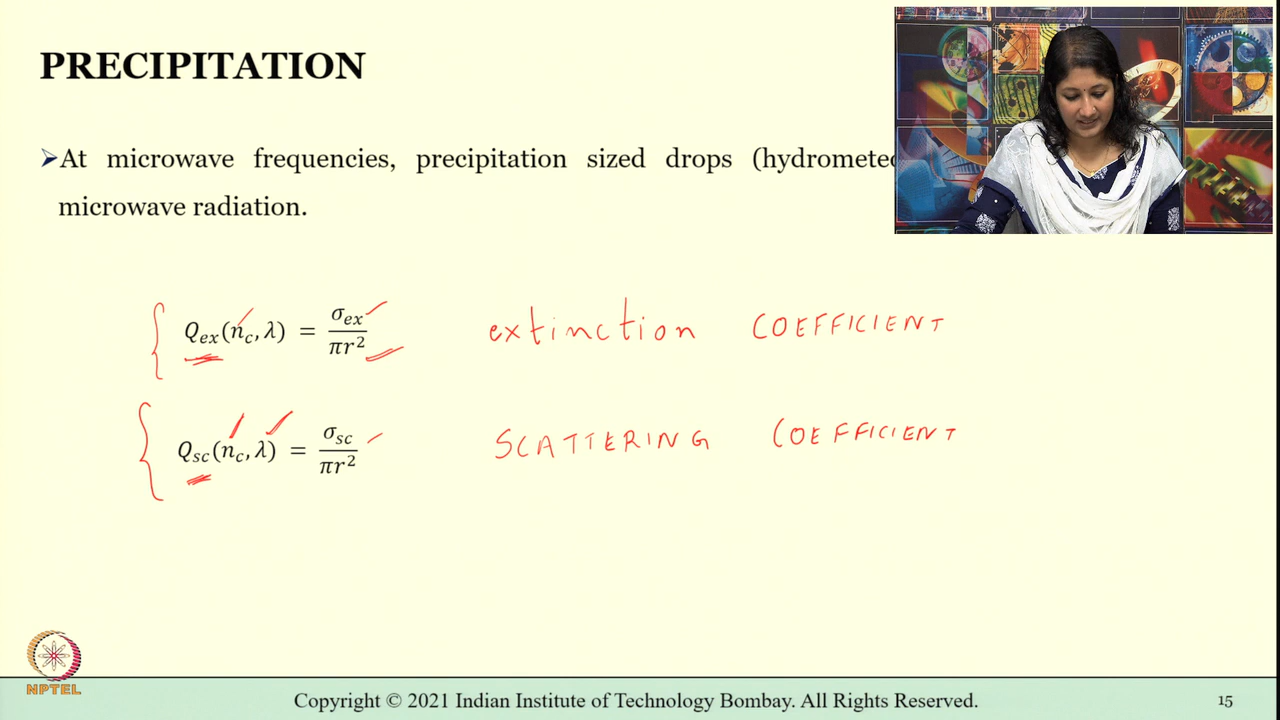 PRECIPITATION
➢At microwave frequencies, precipitation sized drops
microwave radiation.
Q_ex(n_c, λ) = σ_ex / πr² extinction COEFFICIENT
Q_sc(n_c, λ) = σ_sc / πr² SCATTERING COEFFICIENT
NPTEL
Copyright © 2021 Indian Institute of Technology Bombay. All Rights Reserved. 15